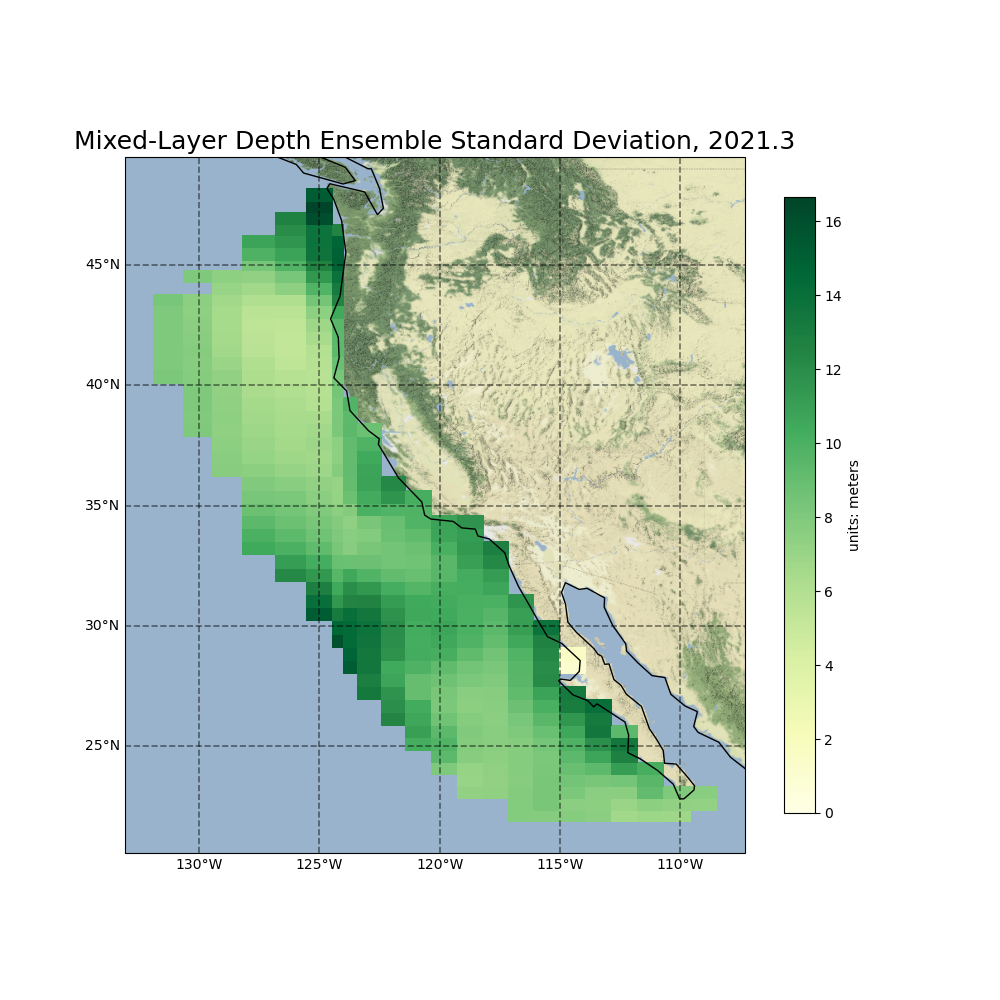 Mixed-Layer Depth Ensemble Standard Deviation, 2021.3
45°N
40°N
35°N
30°N
25°N
130°W
125°W
120°W
115°W
110°W
16
14
12
10
8
6
4
2
0
units: meters